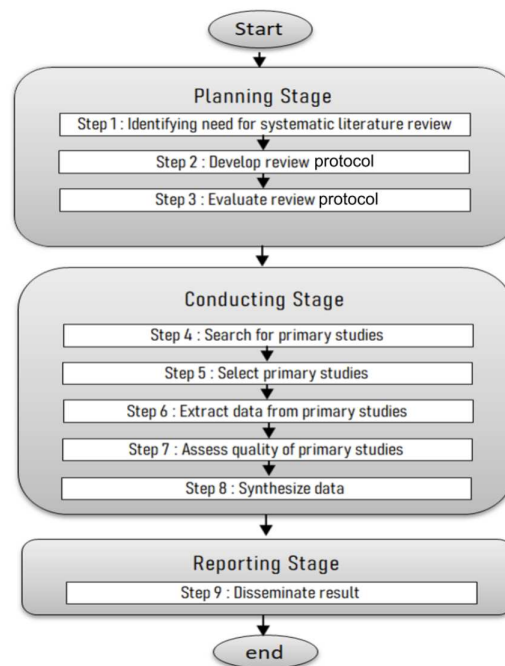 Start
Planning Stage
Step 1 : Identifying need for systematic literature review
Step 2 : Develop review protocol
Step 3 : Evaluate review protocol
Conducting Stage
Step 4 : Search for primary studies
Step 5 : Select primary studies
Step 6 : Extract data from primary studies
Step 7 : Assess quality of primary studies
Step 8 : Synthesize data
Reporting Stage
Step 9 : Disseminate result
end